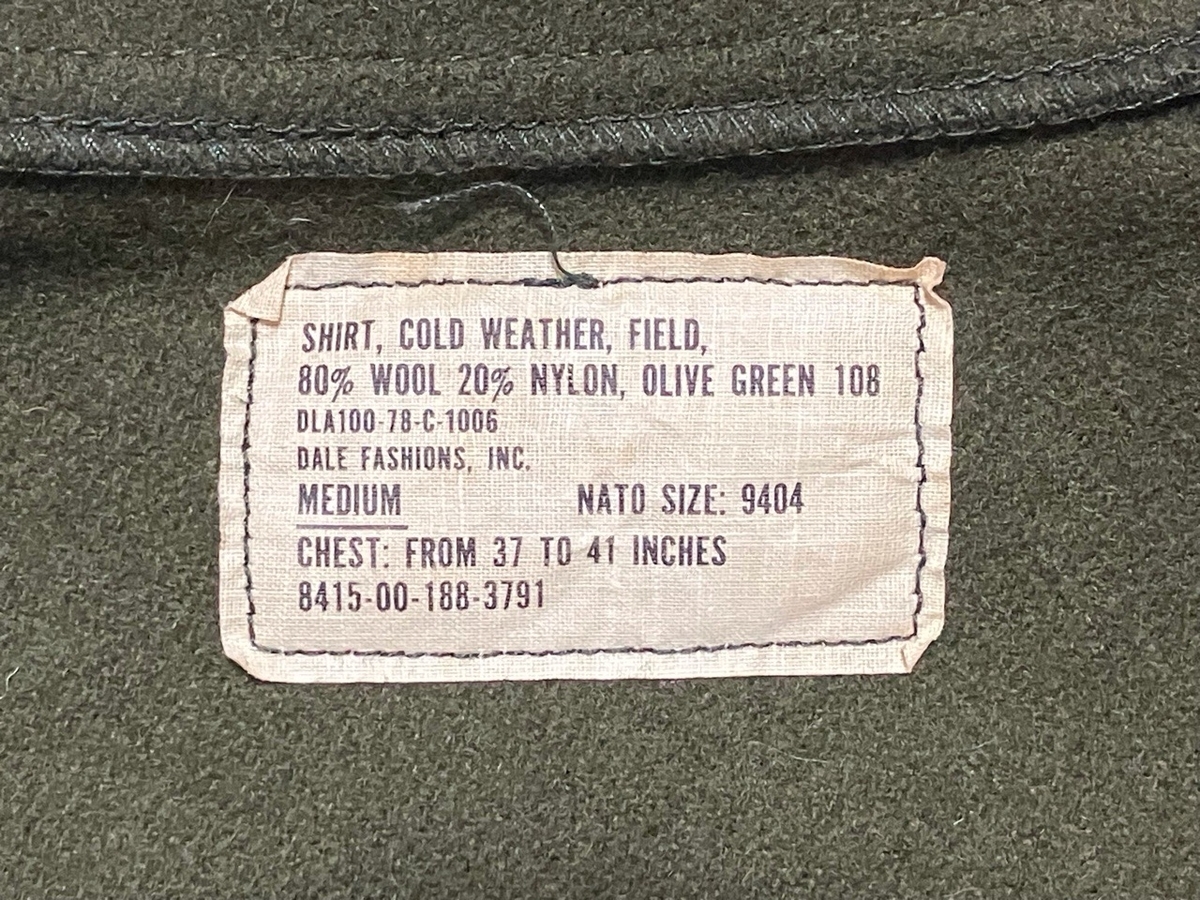 SHIRT, COLD WEATHER, FIELD,
80% WOOL 20% NYLON, OLIVE GREEN 108
DLA100-78-C-1006
DALE FASHIONS, INC.
MEDIUM NATO SIZE: 9404
CHEST: FROM 37 TO 41 INCHES
8415-00-188-3791